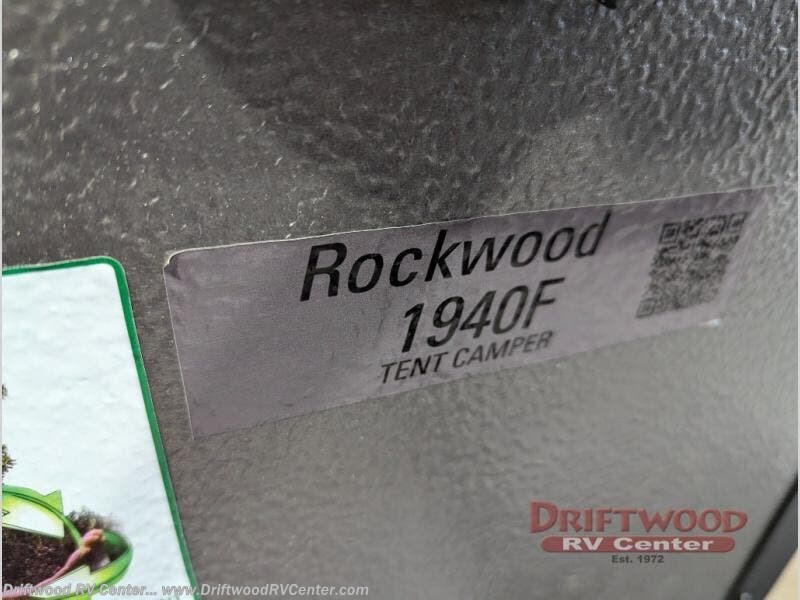 Rockwood
1940F
TENT CAMPER
DRIFTWOOD
RV Center
Est. 1972
Driftwood RV Center... www.DriftwoodRVCenter.com